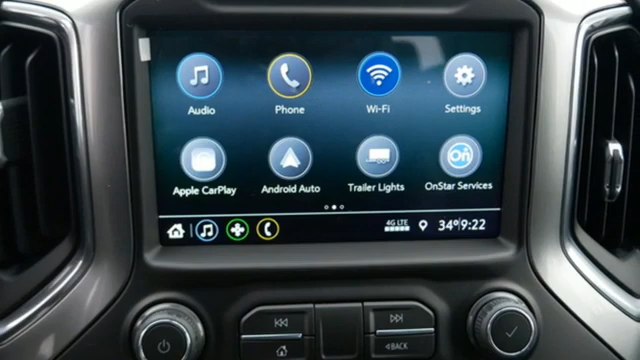 Audio Phone Wi-Fi Settings
Apple CarPlay Android Auto Trailer Lights OnStar Services
On
4G LTE 34° 9:22
BACK